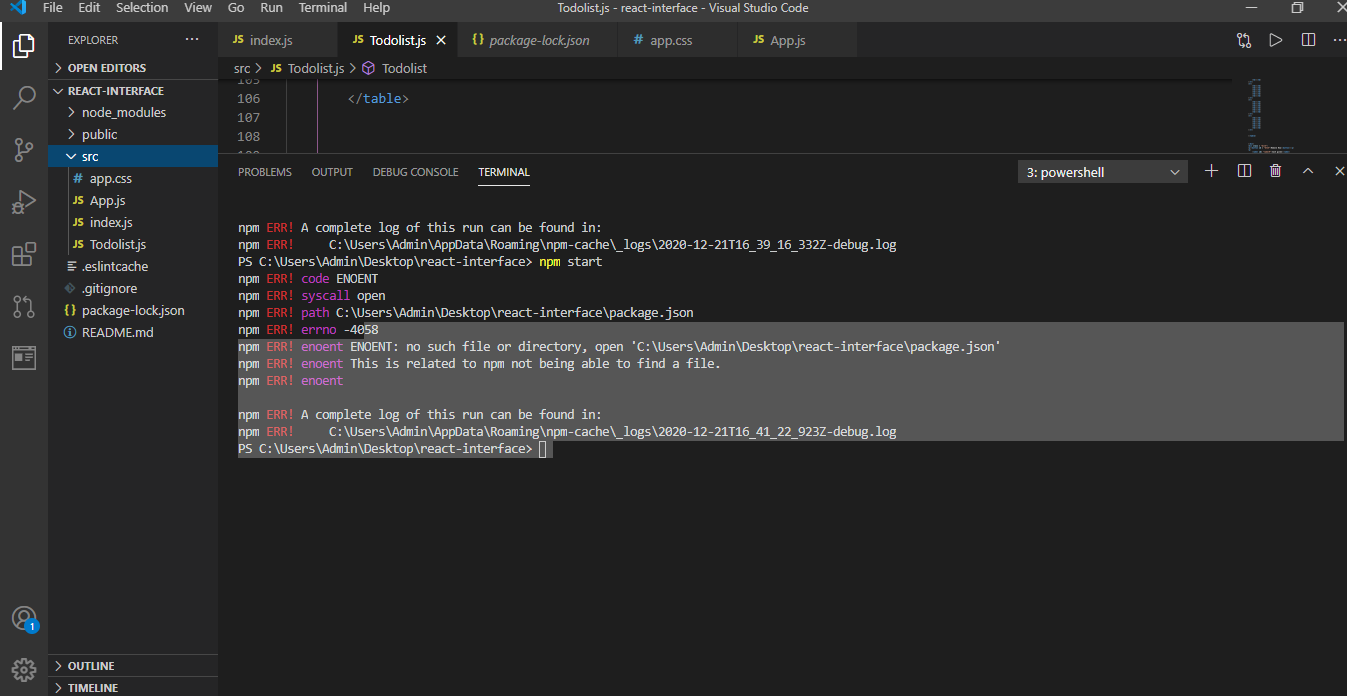 File Edit Selection View Go Run Terminal Help Todolist.js - react-interface - Visual Studio Code
EXPLORER ···
JS index.js JS Todolist.js × {} package-lock.json # app.css JS App.js
OPEN EDITORS
src > JS Todolist.js > Todolist
REACT-INTERFACE
node_modules
public
src
# app.css
JS App.js
JS index.js
JS Todolist.js
.eslintcache
.gitignore
{} package-lock.json
README.md
105
106 </table>
107
108
PROBLEMS OUTPUT DEBUG CONSOLE TERMINAL 3: powershell
npm ERR! A complete log of this run can be found in:
npm ERR!     C:\Users\Admin\AppData\Roaming\npm-cache\_logs\2020-12-21T16_39_16_332Z-debug.log
PS C:\Users\Admin\Desktop\react-interface> npm start
npm ERR! code ENOENT
npm ERR! syscall open
npm ERR! path C:\Users\Admin\Desktop\react-interface\package.json
npm ERR! errno -4058
npm ERR! enoent ENOENT: no such file or directory, open 'C:\Users\Admin\Desktop\react-interface\package.json'
npm ERR! enoent This is related to npm not being able to find a file.
npm ERR! enoent
npm ERR! A complete log of this run can be found in:
npm ERR!     C:\Users\Admin\AppData\Roaming\npm-cache\_logs\2020-12-21T16_41_22_923Z-debug.log
PS C:\Users\Admin\Desktop\react-interface>
1
OUTLINE
TIMELINE